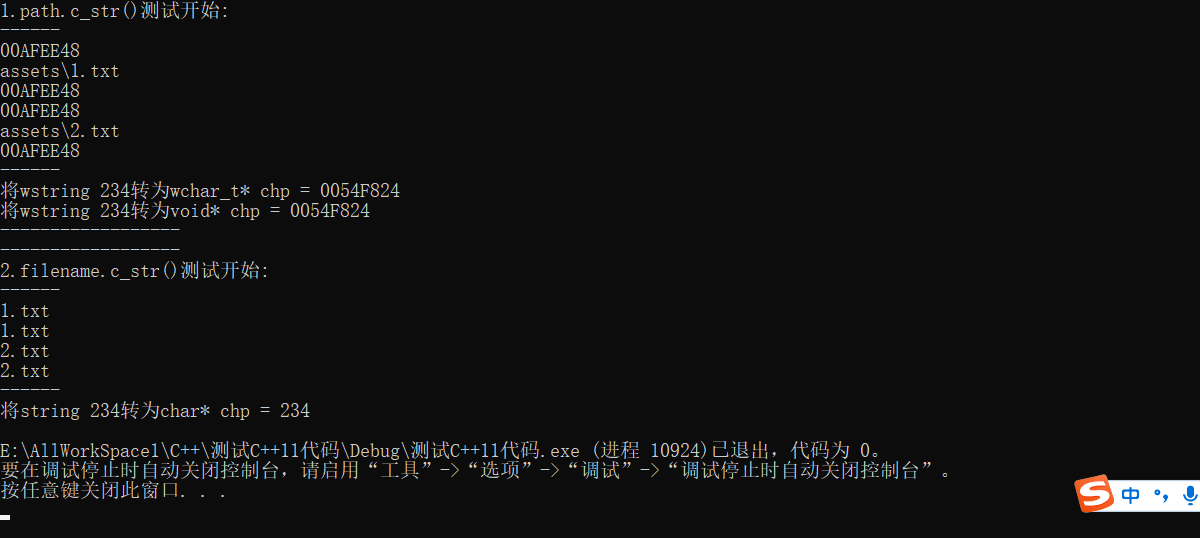 1.path.c_str()测试开始:
------
00AFEE48
assets\1.txt
00AFEE48
00AFEE48
assets\2.txt
00AFEE48
------
将wstring 234转为wchar_t* chp = 0054F824
将wstring 234转为void* chp = 0054F824
------------------
------------------
2.filename.c_str()测试开始:
------
1.txt
1.txt
2.txt
2.txt
------
将string 234转为char* chp = 234
E:\AllWorkSpace1\C++\测试C++11代码\Debug\测试C++11代码.exe (进程 10924)已退出，代码为 0。
要在调试停止时自动关闭控制台，请启用“工具”->“选项”->“调试”->“调试停止时自动关闭控制台”。
按任意键关闭此窗口. . .
S 中 °，